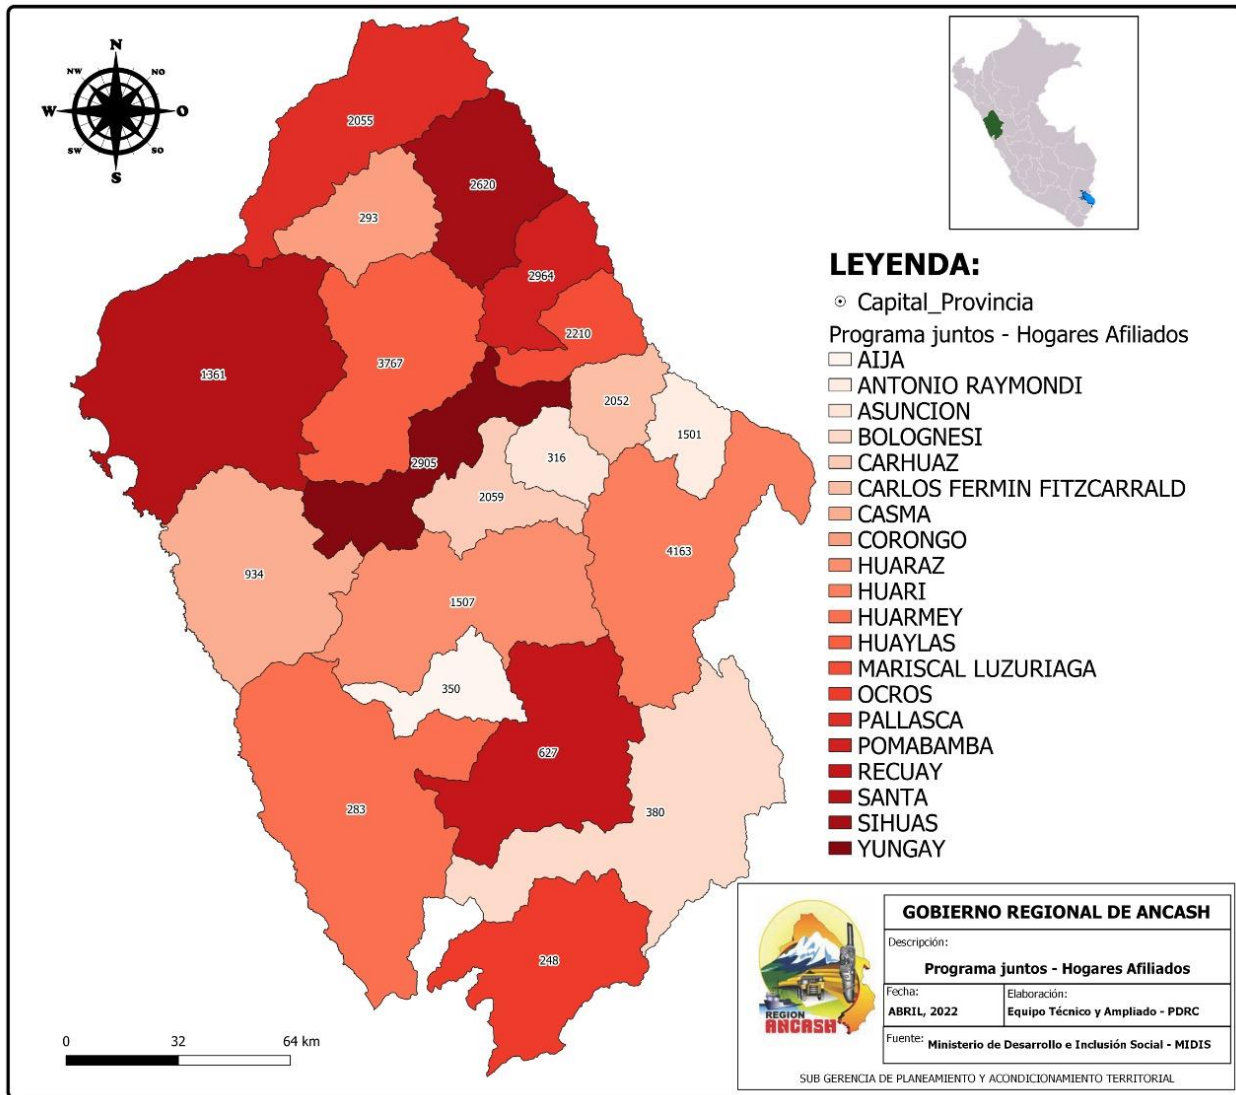 N
NW
NO
W
O
SW
SO
S
2055
2620
293
2964
2210
3767
1361
2052
1501
316
2905
2059
4163
934
1507
350
627
283
380
248
LEYENDA:
Capital_Provincia
Programa juntos - Hogares Afiliados
AIJA
ANTONIO RAYMONDI
ASUNCION
BOLOGNESI
CARHUAZ
CARLOS FERMIN FITZCARRALD
CASMA
CORONGO
HUARAZ
HUARI
HUARMEY
HUAYLAS
MARISCAL LUZURIAGA
OCROS
PALLASCA
POMABAMBA
RECUAY
SANTA
SIHUAS
YUNGAY
0 32 64 km
REGION
ANCASH
GOBIERNO REGIONAL DE ANCASH
Descripción:
Programa juntos - Hogares Afiliados
Fecha:
ABRIL, 2022
Elaboración:
Equipo Técnico y Ampliado - PDRC
Fuente: Ministerio de Desarrollo e Inclusión Social - MIDIS
SUB GERENCIA DE PLANEAMIENTO Y ACONDICIONAMIENTO TERRITORIAL